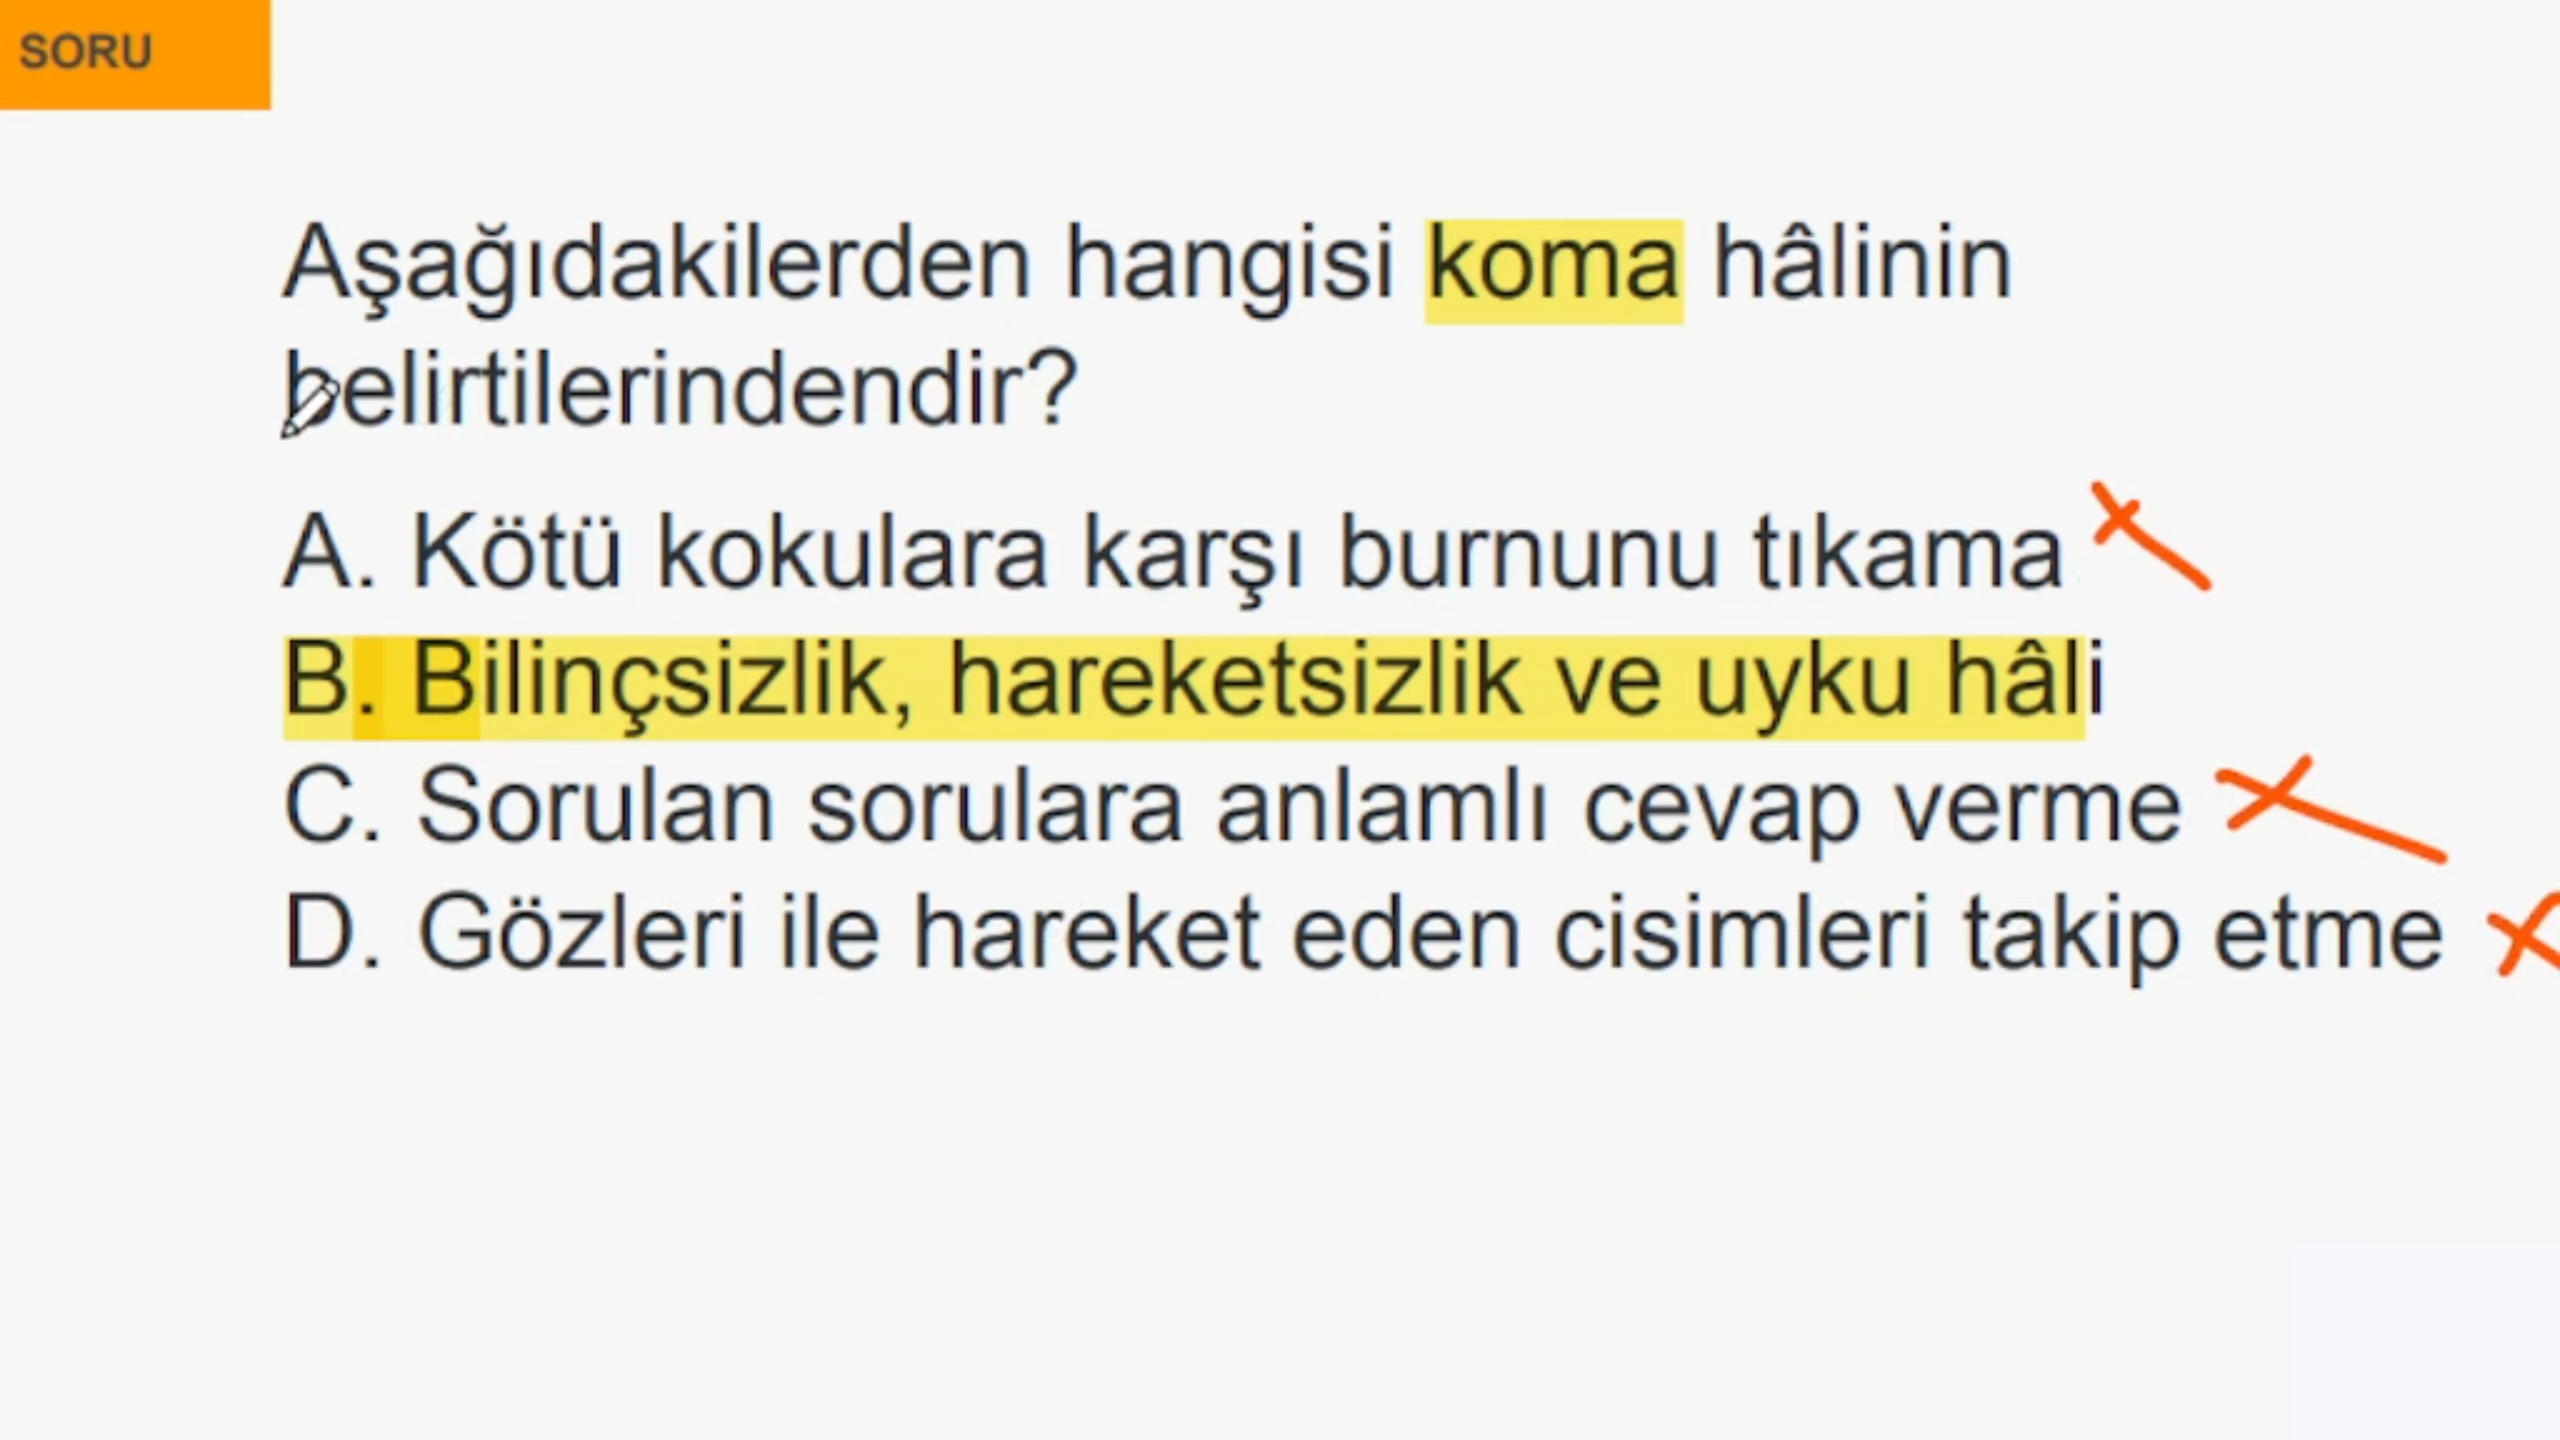 SORU
Aşağıdakilerden hangisi koma hâlinin
belirtilerindendir?
A. Kötü kokulara karşı burnunu tıkama
B. Bilinçsizlik, hareketsizlik ve uyku hâli
C. Sorulan sorulara anlamlı cevap verme
D. Gözleri ile hareket eden cisimleri takip etme